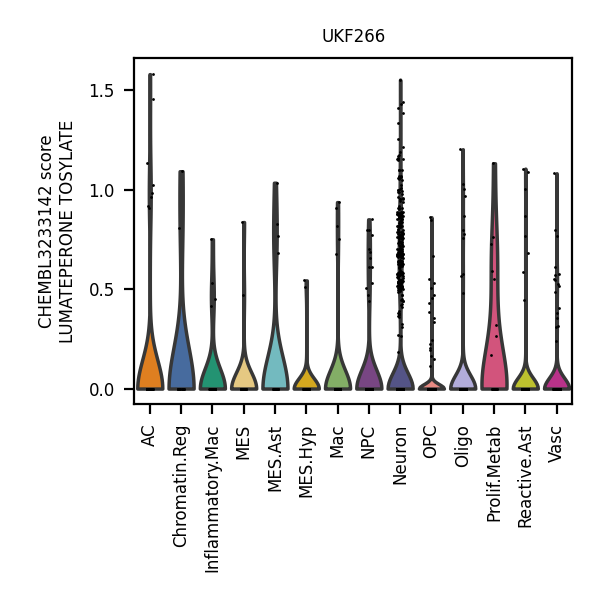 UKF266
CHEMBL3233142 score
LUMATEPERONE TOSYLATE
1.5
1.0
0.5
0.0
AC
Chromatin.Reg
Inflammatory.Mac
MES
MES.Ast
MES.Hyp
Mac
NPC
Neuron
OPC
Oligo
Prolif.Metab
Reactive.Ast
Vasc